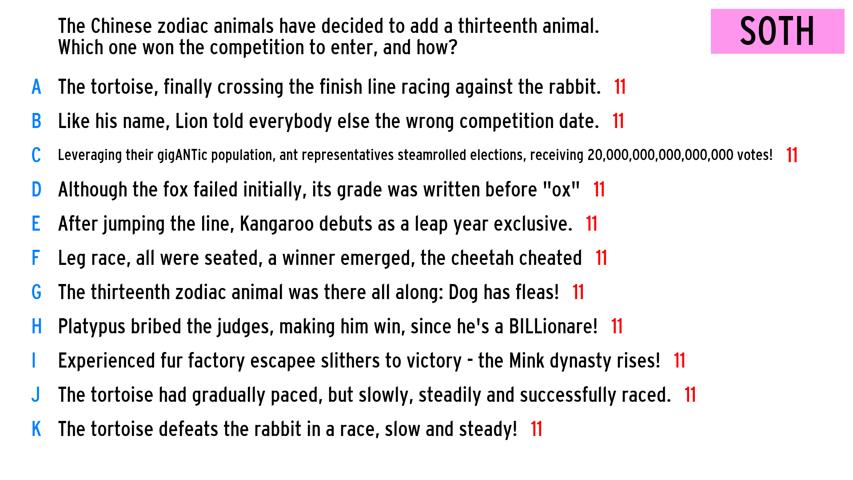 The Chinese zodiac animals have decided to add a thirteenth animal.
Which one won the competition to enter, and how?
SOTH
A The tortoise, finally crossing the finish line racing against the rabbit. 11
B Like his name, Lion told everybody else the wrong competition date. 11
C Leveraging their gigANTic population, ant representatives steamrolled elections, receiving 20,000,000,000,000,000 votes! 11
D Although the fox failed initially, its grade was written before "ox" 11
E After jumping the line, Kangaroo debuts as a leap year exclusive. 11
F Leg race, all were seated, a winner emerged, the cheetah cheated 11
G The thirteenth zodiac animal was there all along: Dog has fleas! 11
H Platypus bribed the judges, making him win, since he's a BILLionare! 11
I Experienced fur factory escapee slithers to victory - the Mink dynasty rises! 11
J The tortoise had gradually paced, but slowly, steadily and successfully raced. 11
K The tortoise defeats the rabbit in a race, slow and steady! 11